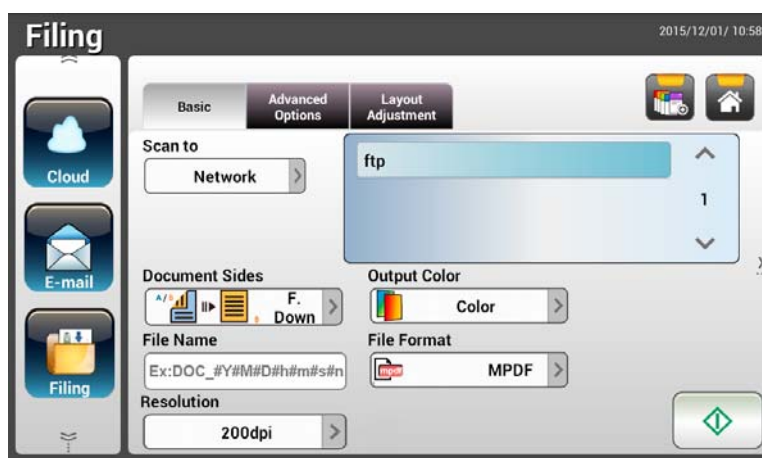 Filing
2015/12/01/ 10:58
Cloud
E-mail
Filing
Basic
Advanced
Options
Layout
Adjustment
Scan to
Network
ftp
1
Document Sides
A/
F.
Down
Output Color
Color
File Name
Ex:DOC_#Y#M#D#h#m#s#n
File Format
mpdf
MPDF
Resolution
200dpi